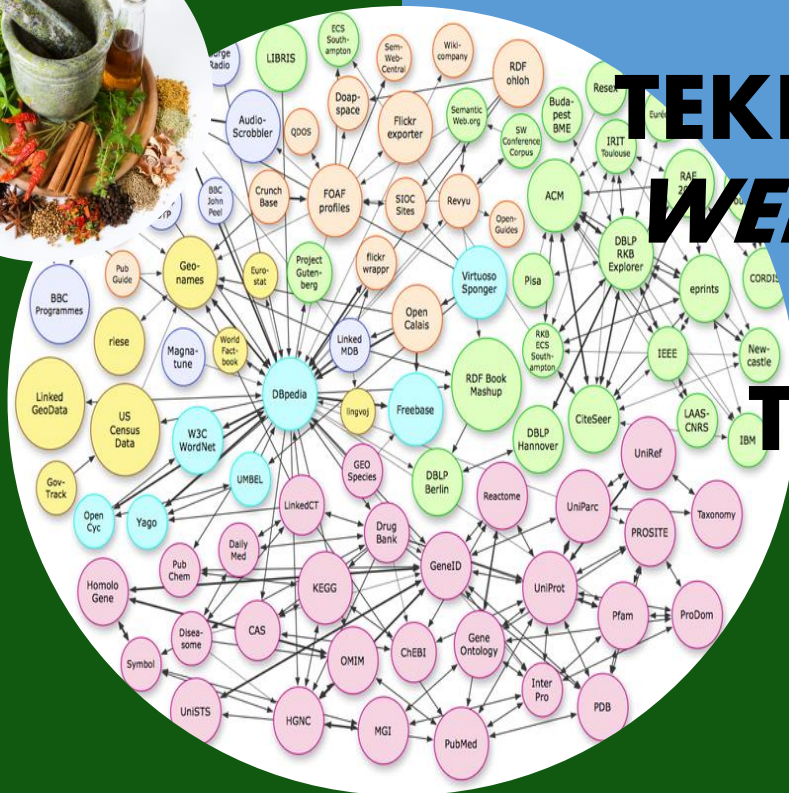 TEK
WE
T
ECS
South-
ampton
LIBRIS
Radio
Sem-
Web-
Central
Wiki-
company
RDF
ohloh
Resex
Doap-
space
Audio-
Scrobbler
QDOS
Flickr
exporter
Semantic
Web.org
Buda-
pest
BME
SW
Conference
Corpus
IRIT
Toulouse
BBC
John
Peel
Crunch
Base
FOAF
profiles
SIOC
Sites
Revyu
ACM
RAE
Open-
Guides
DBLP
RKB
Explorer
Pub
Guide
Geo-
names
Euro-
stat
Project
Guten-
berg
flickr
wrappr
Virtuoso
Sponger
Pisa
eprints
CORDIS
BBC
Programmes
riese
Magna-
tune
World
Fact-
book
Linked
MDB
Open
Calais
RKB
ECS
South-
ampton
IEEE
New-
castle
Linked
GeoData
US
Census
Data
W3C
WordNet
DBpedia
lingvoj
Freebase
RDF Book
Mashup
CiteSeer
LAAS-
CNRS
IBM
DBLP
Hannover
UniRef
Gov-
Track
Open
Cyc
Yago
UMBEL
GEO
Species
DBLP
Berlin
LinkedCT
Reactome
UniParc
Taxonomy
PROSITE
Daily
Med
Drug
Bank
Pub
Chem
Homolo
Gene
KEGG
GeneID
UniProt
Pfam
ProDom
Disea-
some
CAS
ChEBI
Gene
Ontology
Symbol
OMIM
Inter
Pro
UniSTS
HGNC
MGI
PubMed
PDB